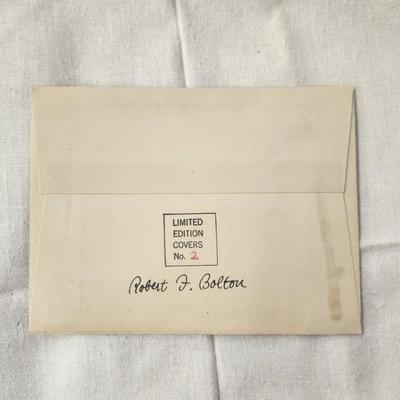 LIMITED
EDITION
COVERS
No. 2
Robert F. Bolton